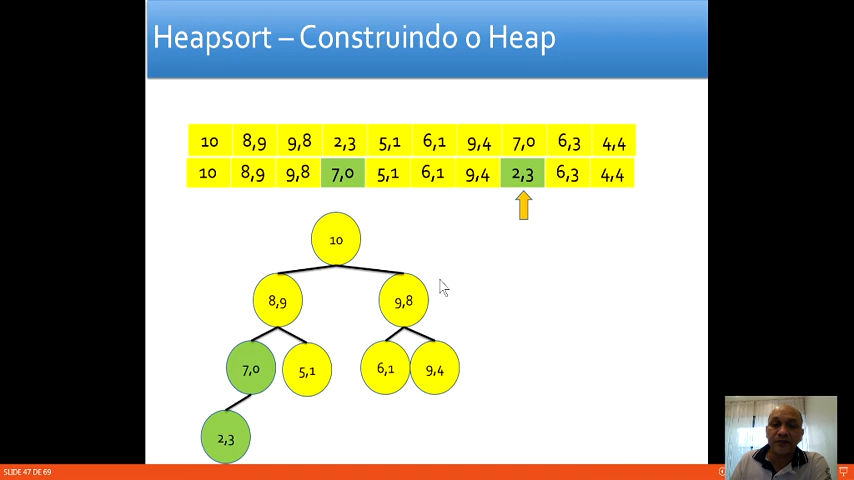 Heapsort – Construindo o Heap
10 8,9 9,8 2,3 5,1 6,1 9,4 7,0 6,3 4,4
10 8,9 9,8 7,0 5,1 6,1 9,4 2,3 6,3 4,4
10
8,9 9,8
7,0 5,1 6,1 9,4
2,3
SLIDE 47 DE 69